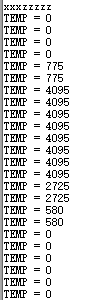 xxxzzzzz
TEMP = 0
TEMP = 0
TEMP = 0
TEMP = 0
TEMP = 775
TEMP = 775
TEMP = 4095
TEMP = 4095
TEMP = 4095
TEMP = 4095
TEMP = 4095
TEMP = 4095
TEMP = 4095
TEMP = 2725
TEMP = 2725
TEMP = 580
TEMP = 580
TEMP = 0
TEMP = 0
TEMP = 0
TEMP = 0
TEMP = 0
TEMP = 0